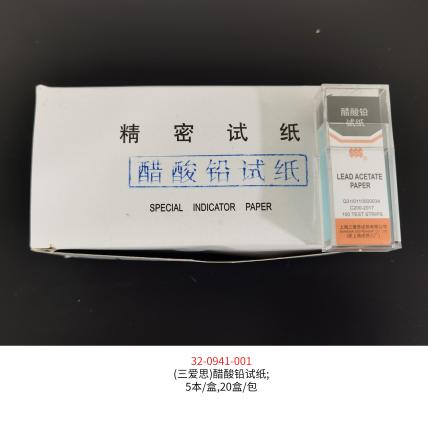 精密试纸
醋酸铅试纸
SPECIAL INDICATOR PAPER
醋酸铅
试纸
LEAD ACETATE
PAPER
C200-2017
100 TEST STRIPS
32-0941-001
(三爱思)醋酸铅试纸;
5本/盒,20盒/包